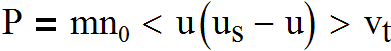 P = mn₀ < u(uₛ − u) > vₜ